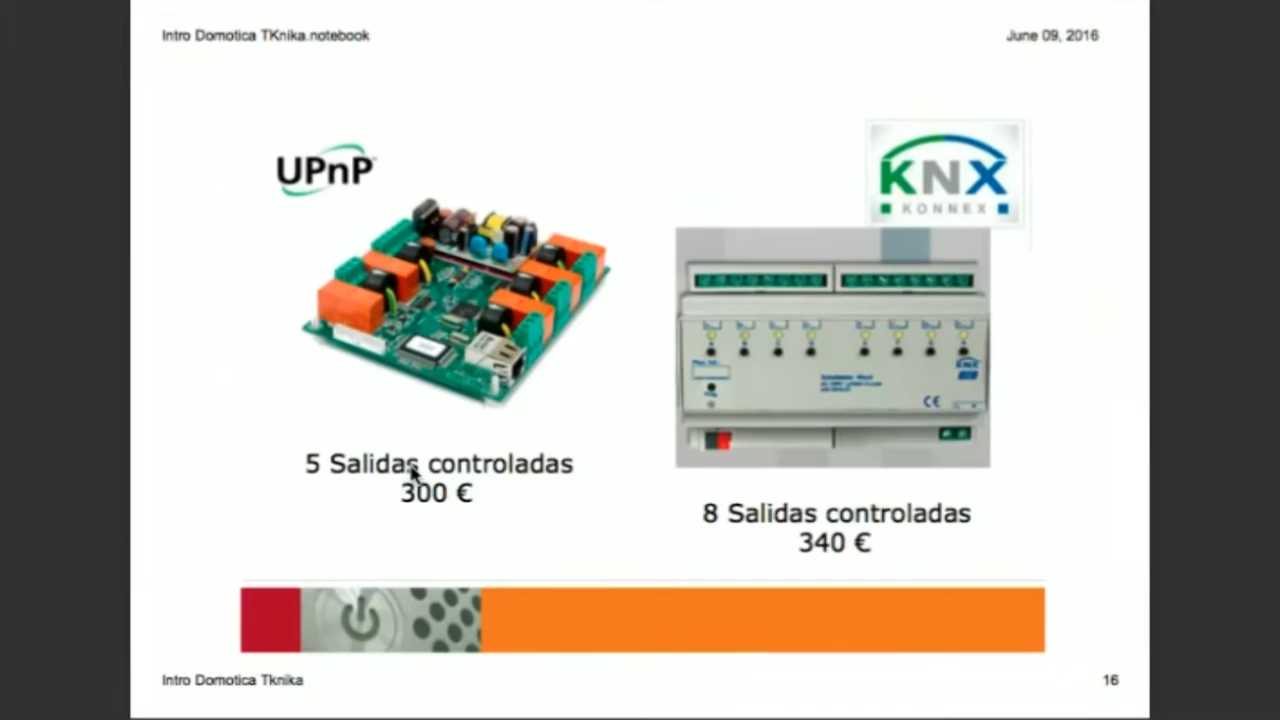 Intro Domotica TKnika.notebook
June 09, 2016
UPnP
KNX
KONNEX
5 Salidas controladas
300 €
8 Salidas controladas
340 €
Intro Domotica Tknika
16